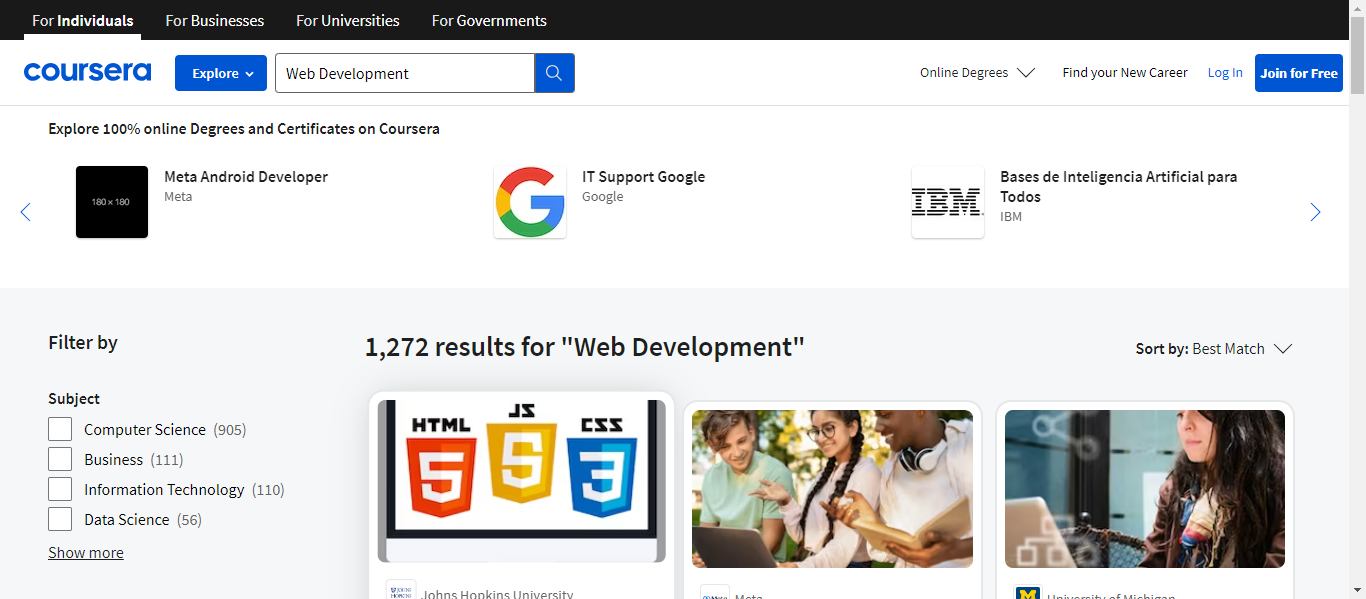 For Individuals For Businesses For Universities For Governments
coursera Explore Web Development Online Degrees Find your New Career Log In Join for Free
Explore 100% online Degrees and Certificates on Coursera
180 × 180
Meta Android Developer
Meta
Google
IT Support Google
Google
IBM
Bases de Inteligencia Artificial para
Todos
IBM
Filter by
1,272 results for "Web Development"
Sort by: Best Match
Subject
Computer Science (905)
Business (111)
Information Technology (110)
Data Science (56)
Show more
HTML JS CSS
5 5 3
JOHNS
HOPKINS
Johns Hopkins University
Meta
M
University of Michigan